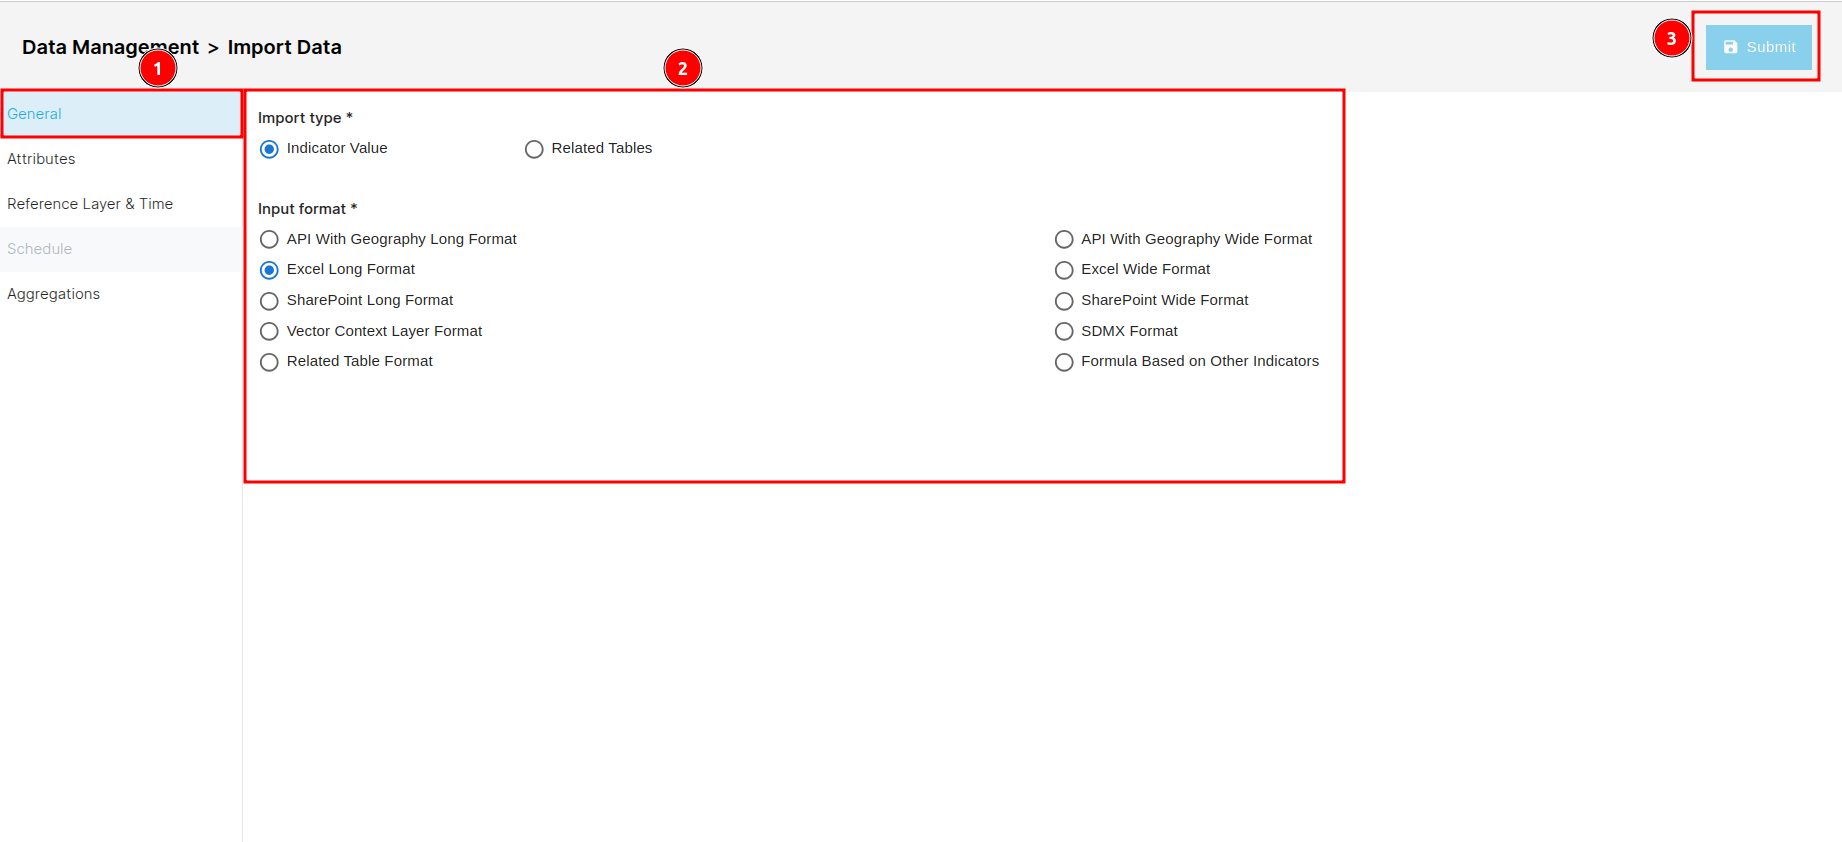 Data Management > Import Data
1
2
3
Submit
General
Attributes
Reference Layer & Time
Schedule
Aggregations
Import type *
Indicator Value
Related Tables
Input format *
API With Geography Long Format
API With Geography Wide Format
Excel Long Format
Excel Wide Format
SharePoint Long Format
SharePoint Wide Format
Vector Context Layer Format
SDMX Format
Related Table Format
Formula Based on Other Indicators